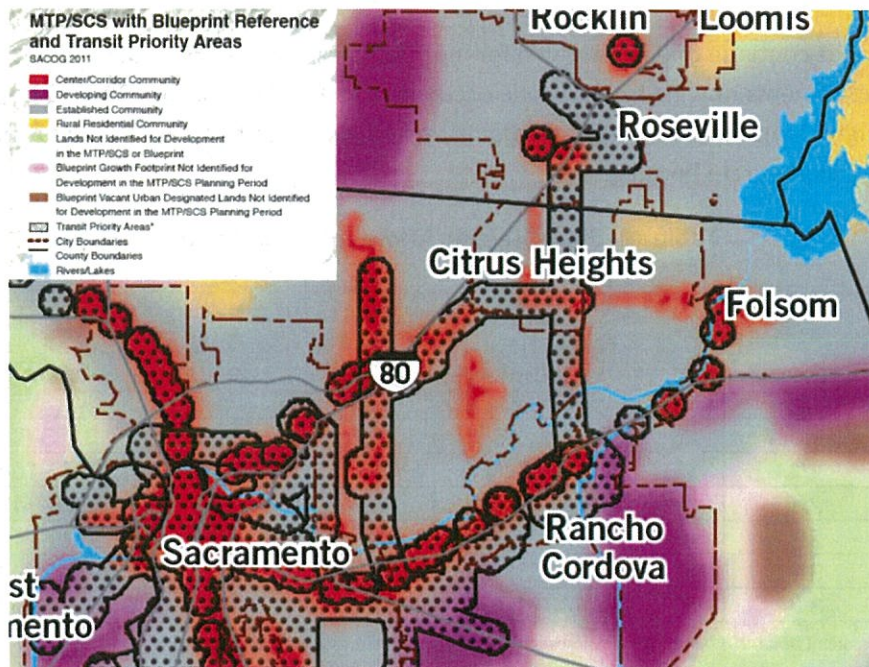 MTP/SCS with Blueprint Reference
and Transit Priority Areas
SACOG 2011
Center/Corridor Community
Developing Community
Established Community
Rural Residential Community
Lands Not Identified for Development
in the MTP/SCS or Blueprint
Blueprint Growth Footprint Not Identified for
Development in the MTP/SCS Planning Period
Blueprint Vacant Urban Designated Lands Not Identified
for Development in the MTP/SCS Planning Period
Transit Priority Areas*
City Boundaries
County Boundaries
Rivers/Lakes
Rocklin
Loomis
Roseville
Citrus Heights
Folsom
80
Rancho
Cordova
Sacramento
st
mento